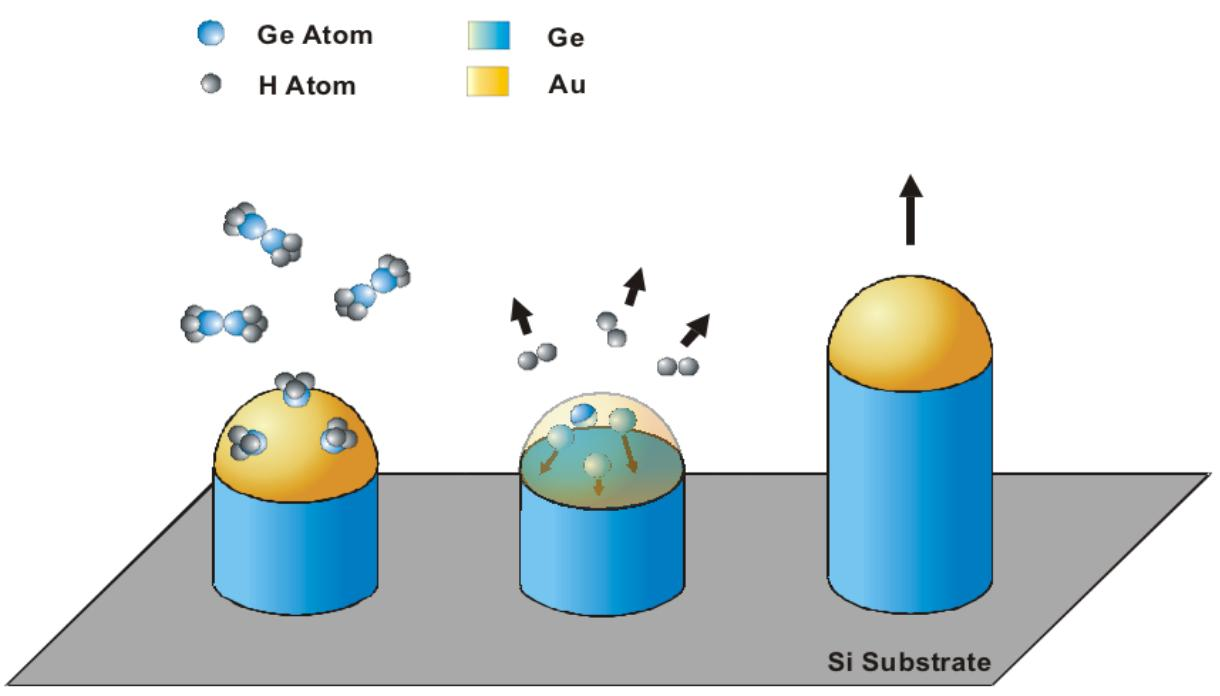 Ge Atom
Ge
H Atom
Au
Si Substrate